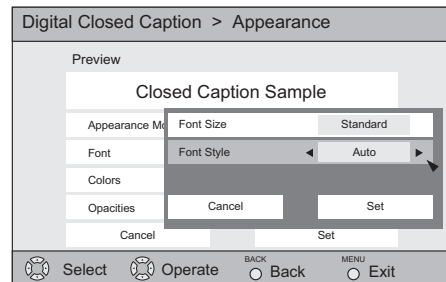 Digital Closed Caption > Appearance
Preview
Closed Caption Sample
Appearance Mo
Font Size Standard
Font
Font Style Auto
Colors
Opacities
Cancel Set
Cancel Set
Select Operate BACK Back MENU Exit